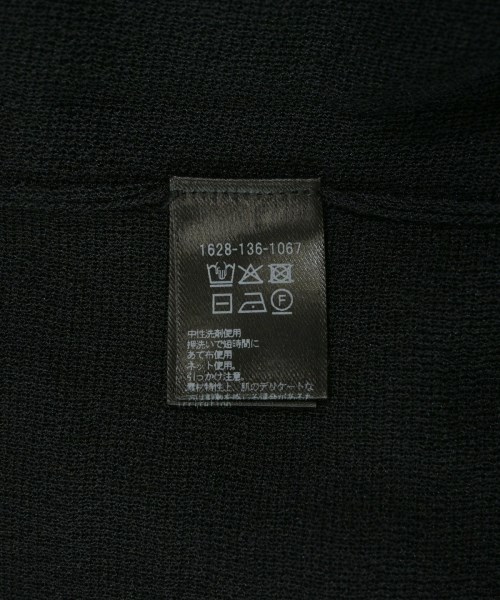 1628-136-1067
F
中性洗剤使用
押洗いで短時間に
あて布使用
ネット使用。
引っかけ注意。
素材特性上、肌のデリケートな